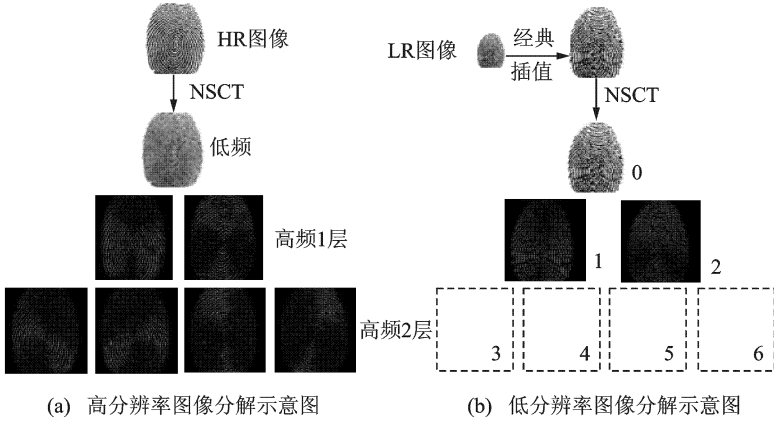 HR图像
NSCT
低频
高频1层
高频2层
(a) 高分辨率图像分解示意图
LR图像
经典
插值
NSCT
0
1
2
3
4
5
6
(b) 低分辨率图像分解示意图